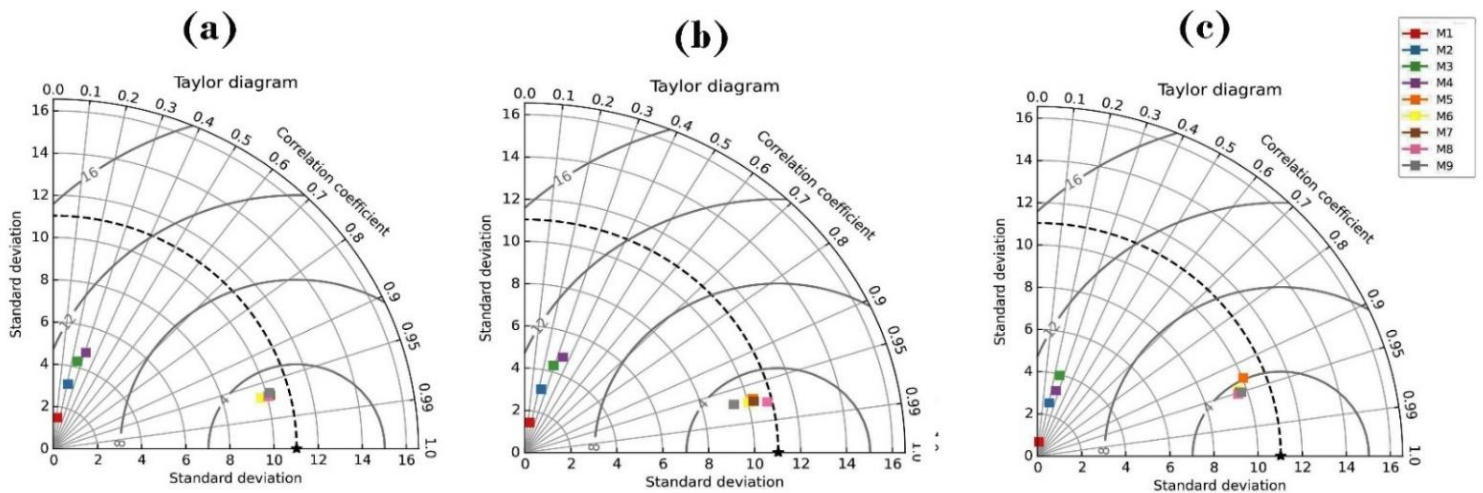 (a)
Taylor diagram
0.0 0.1 0.2 0.3 0.4 0.5 0.6 0.7 0.8 0.9 0.95 0.99 1.0
Correlation coefficient
Standard deviation
16
14
12
10
8
6
4
2
0
16
12
8
4
0 2 4 6 8 10 12 14 16
Standard deviation
(b)
Taylor diagram
0.0 0.1 0.2 0.3 0.4 0.5 0.6 0.7 0.8 0.9 0.95 0.99
Correlation coefficient
Standard deviation
16
14
12
10
8
6
4
2
0
16
12
8
4
0 2 4 6 8 10 12 14 16
Standard deviation
(c)
Taylor diagram
0.0 0.1 0.2 0.3 0.4 0.5 0.6 0.7 0.8 0.9 0.95 0.99 1.0
Correlation coefficient
Standard deviation
16
14
12
10
8
6
4
2
0
16
12
8
4
0 2 4 6 8 10 12 14 16
Standard deviation
M1
M2
M3
M4
M5
M6
M7
M8
M9